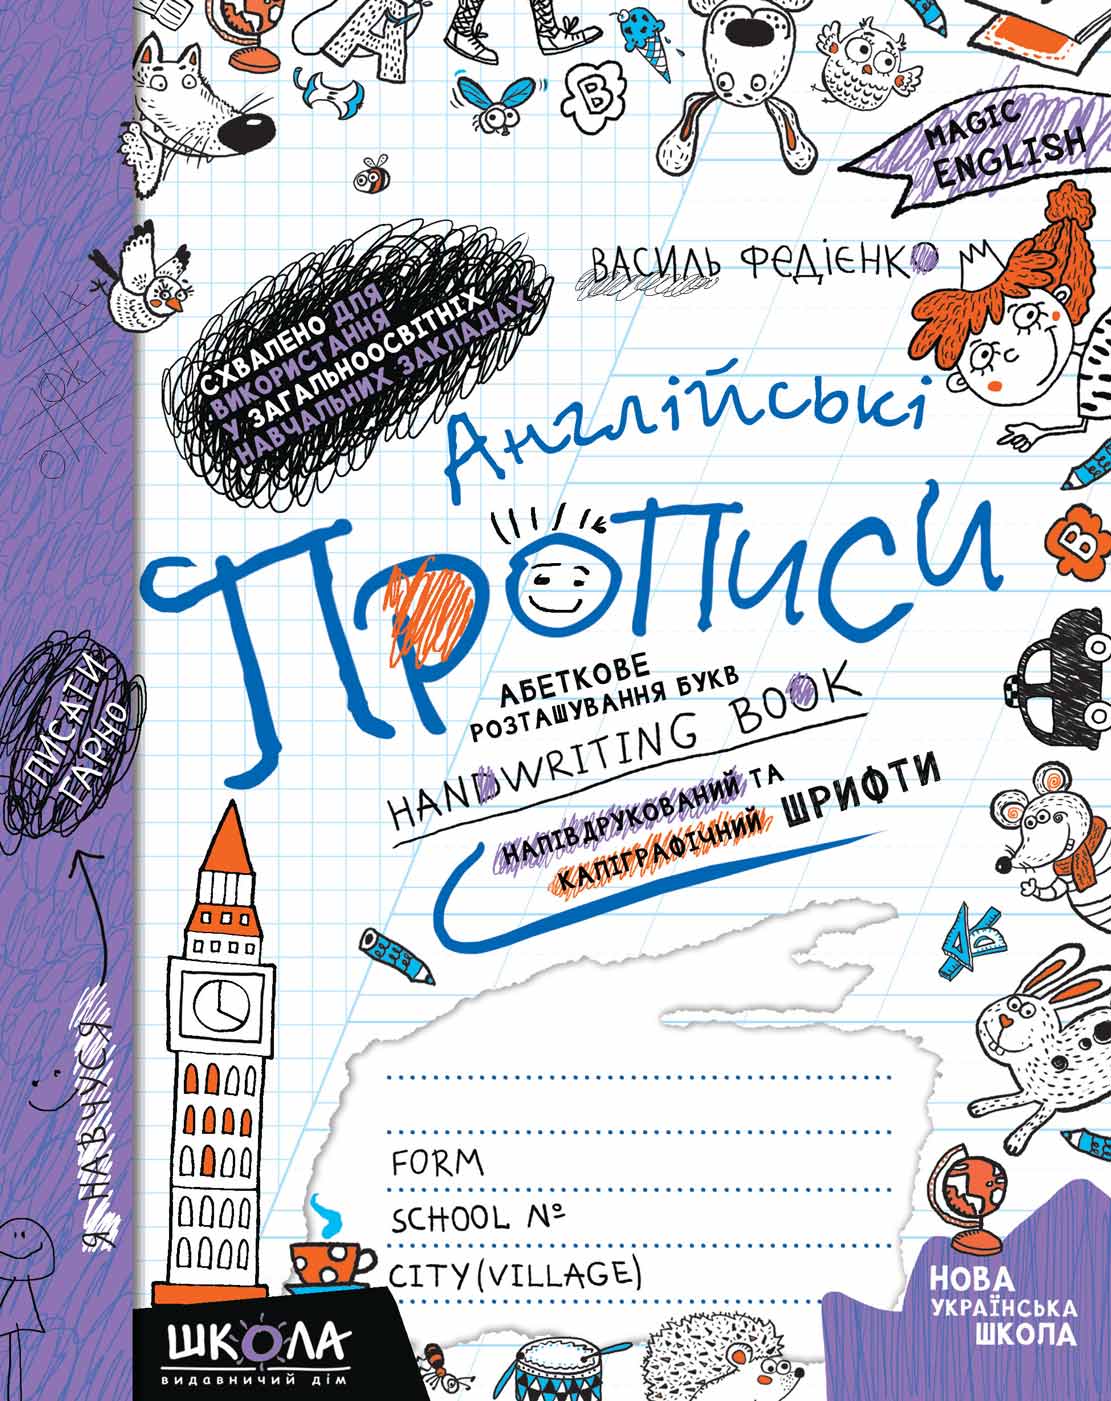 A
B
MAGIC
ENGLISH
ВАСИЛЬ ФЕДІЄНКО
СХВАЛЕНО ДЛЯ
ВИКОРИСТАННЯ
У ЗАГАЛЬНООСВІТНІХ
НАВЧАЛЬНИХ ЗАКЛАДАХ
Англійські
Прописи
B
АБЕТКОВЕ
РОЗТАШУВАННЯ БУКВ
HANDWRITING BOOK
НАПІВДРУКОВАНИЙ ТА
КАЛІГРАФІЧНИЙ ШРИФТИ
Я НАВЧУСЯ
ПИСАТИ
ГАРНО
FORM
SCHOOL №
CITY (VILLAGE)
НОВА
УКРАЇНСЬКА
ШКОЛА
ШКОЛА
видавничий дім